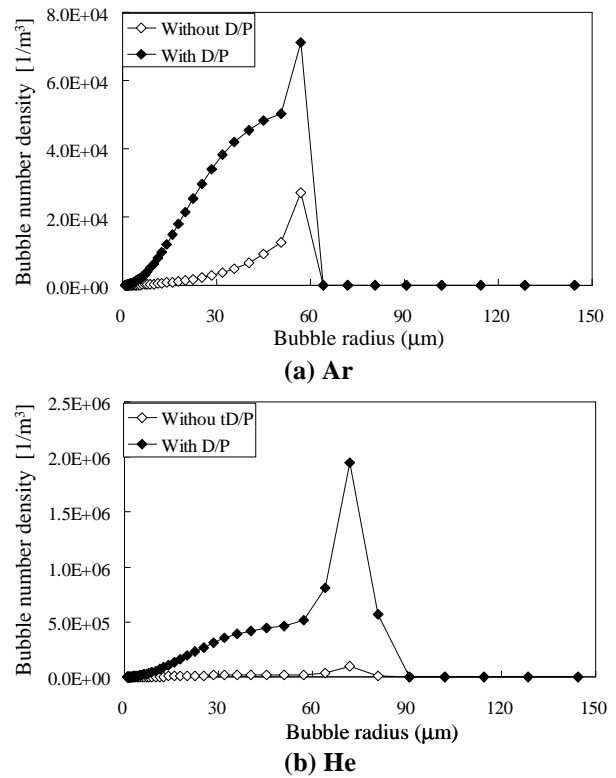 Bubble number density [1/m³]
8.0E+04
6.0E+04
4.0E+04
2.0E+04
0.0E+00
Without D/P
With D/P
0 30 60 90 120 150
Bubble radius (μm)
(a) Ar
Bubble number density [1/m³]
2.5E+06
2.0E+06
1.5E+06
1.0E+06
5.0E+05
0.0E+00
Withou tD/P
With D/P
0 30 60 90 120 150
Bubble radius (μm)
(b) He